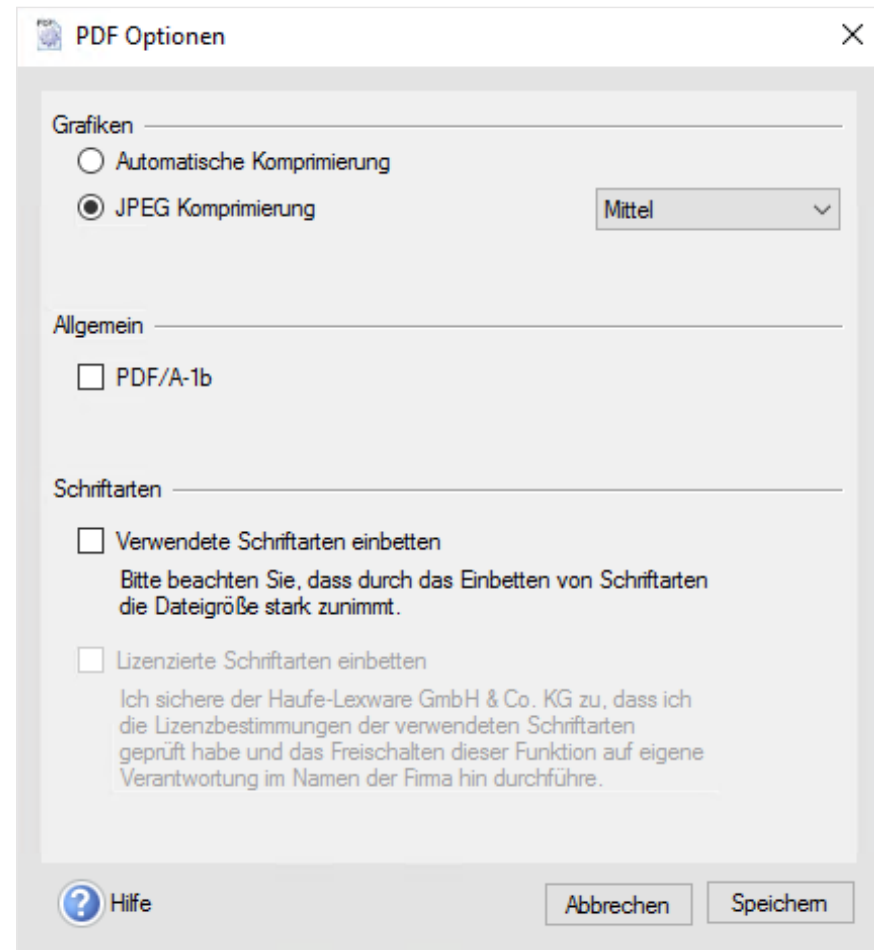 PDF Optionen
Grafiken
Automatische Komprimierung
JPEG Komprimierung Mittel
Allgemein
PDF/A-1b
Schriftarten
Verwendete Schriftarten einbetten
Bitte beachten Sie, dass durch das Einbetten von Schriftarten
die Dateigröße stark zunimmt.
Lizenzierte Schriftarten einbetten
Ich sichere der Haufe-Lexware GmbH & Co. KG zu, dass ich
die Lizenzbestimmungen der verwendeten Schriftarten
geprüft habe und das Freischalten dieser Funktion auf eigene
Verantwortung im Namen der Firma hin durchführe.
Hilfe Abbrechen Speichern